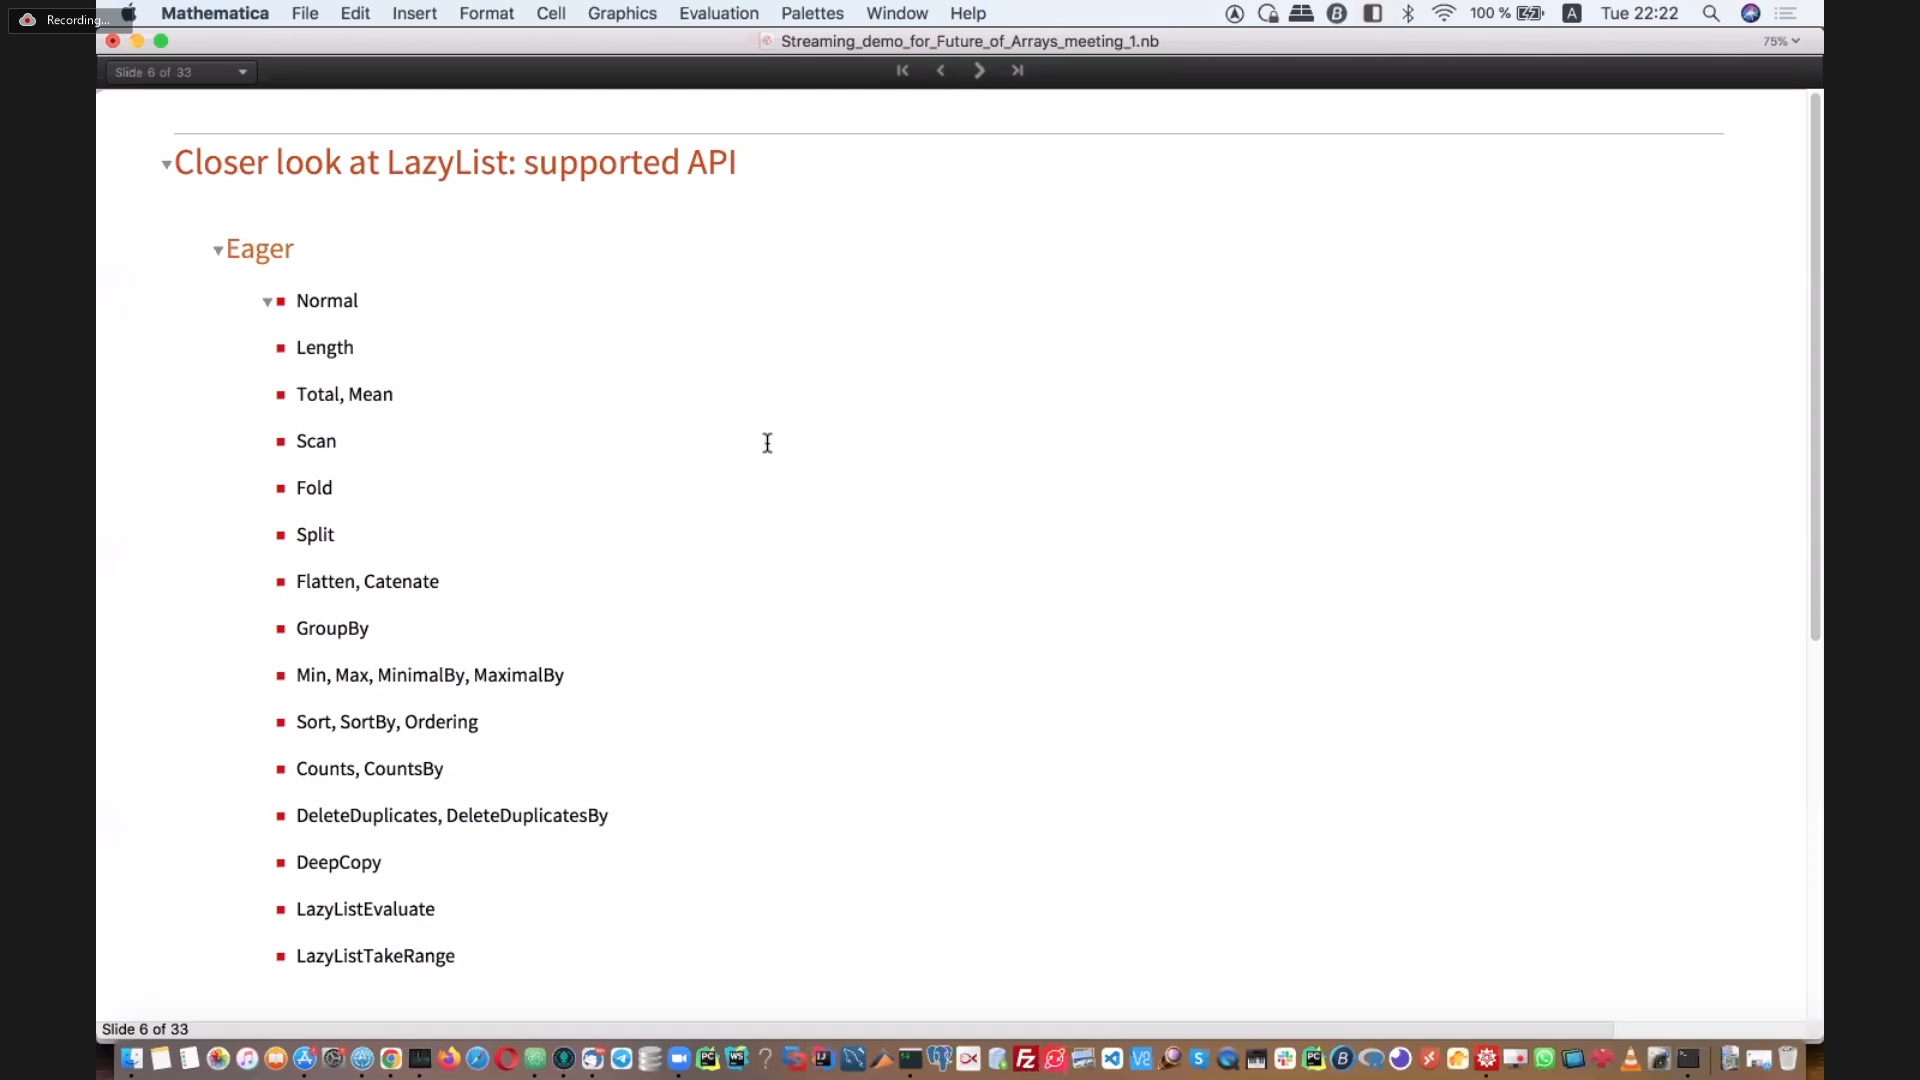 Recording...
Mathematica File Edit Insert Format Cell Graphics Evaluation Palettes Window Help 100 % A Tue 22:22
Streaming_demo_for_Future_of_Arrays_meeting_1.nb 75%
Slide 6 of 33
Closer look at LazyList: supported API
Eager
Normal
Length
Total, Mean
Scan
Fold
Split
Flatten, Catenate
GroupBy
Min, Max, MinimalBy, MaximalBy
Sort, SortBy, Ordering
Counts, CountsBy
DeleteDuplicates, DeleteDuplicatesBy
DeepCopy
LazyListEvaluate
LazyListTakeRange
Slide 6 of 33